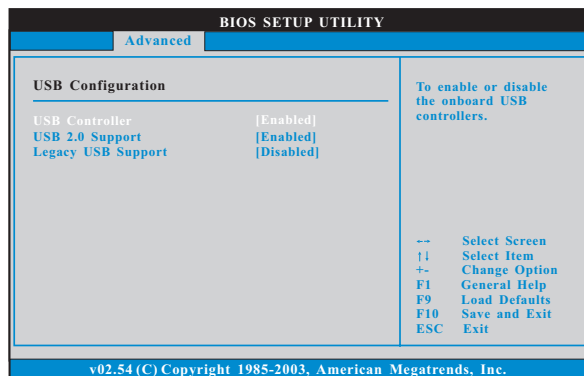 BIOS SETUP UTILITY
Advanced
USB Configuration
USB Controller [Enabled]
USB 2.0 Support [Enabled]
Legacy USB Support [Disabled]
To enable or disable
the onboard USB
controllers.
←→ Select Screen
↑↓ Select Item
+- Change Option
F1 General Help
F9 Load Defaults
F10 Save and Exit
ESC Exit
v02.54 (C) Copyright 1985-2003, American Megatrends, Inc.